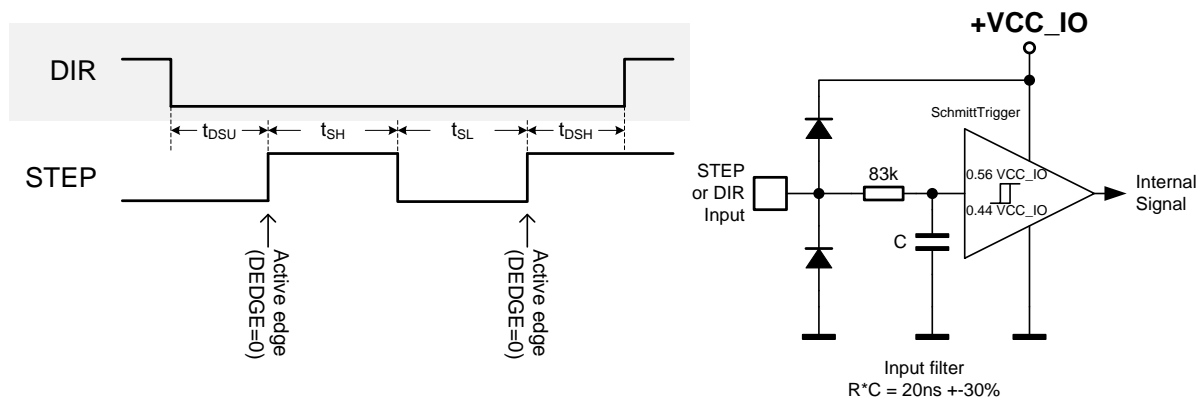 DIR
tDSU
tSH
tSL
tDSH
STEP
Active edge
(DEDGE=0)
Active edge
(DEDGE=0)
+VCC_IO
SchmittTrigger
STEP
or DIR
Input
83k
0.56 VCC_IO
0.44 VCC_IO
C
Internal
Signal
Input filter
R*C = 20ns +-30%